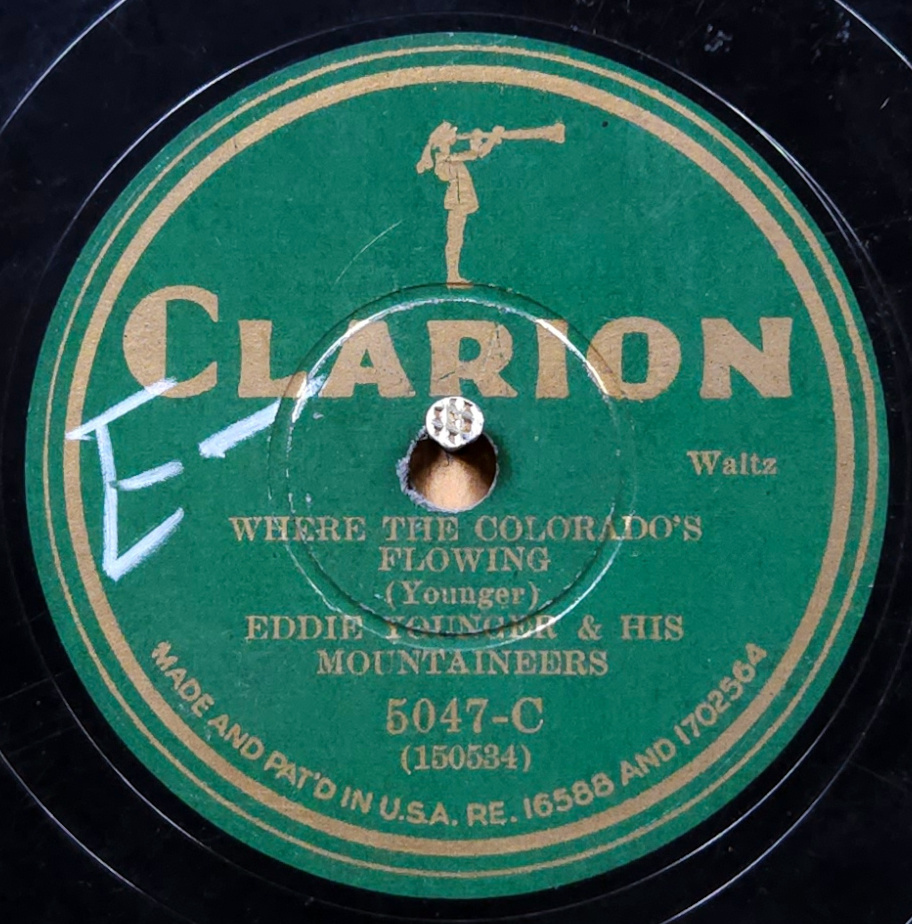 CLARION
E-
Waltz
WHERE THE COLORADO'S
FLOWING
(Younger)
EDDIE YOUNGER & HIS
MOUNTAINEERS
5047-C
(150534)
MADE AND PAT'D IN U.S.A. RE. 16588 AND 1702564